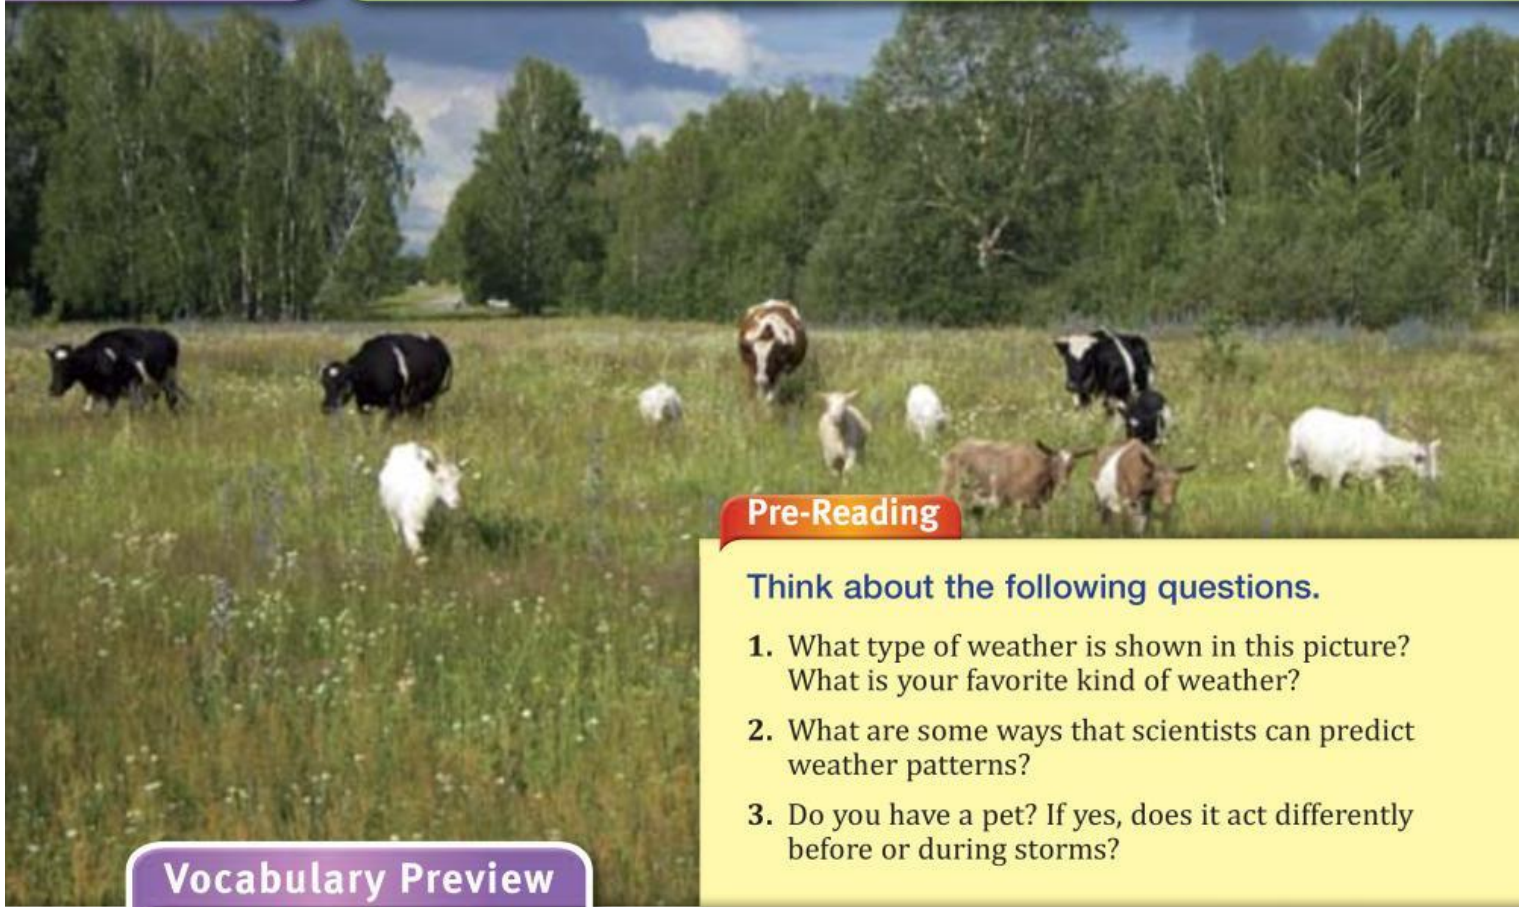 Pre-Reading
Think about the following questions.
1. What type of weather is shown in this picture?
What is your favorite kind of weather?
2. What are some ways that scientists can predict
weather patterns?
3. Do you have a pet? If yes, does it act differently
before or during storms?
Vocabulary Preview